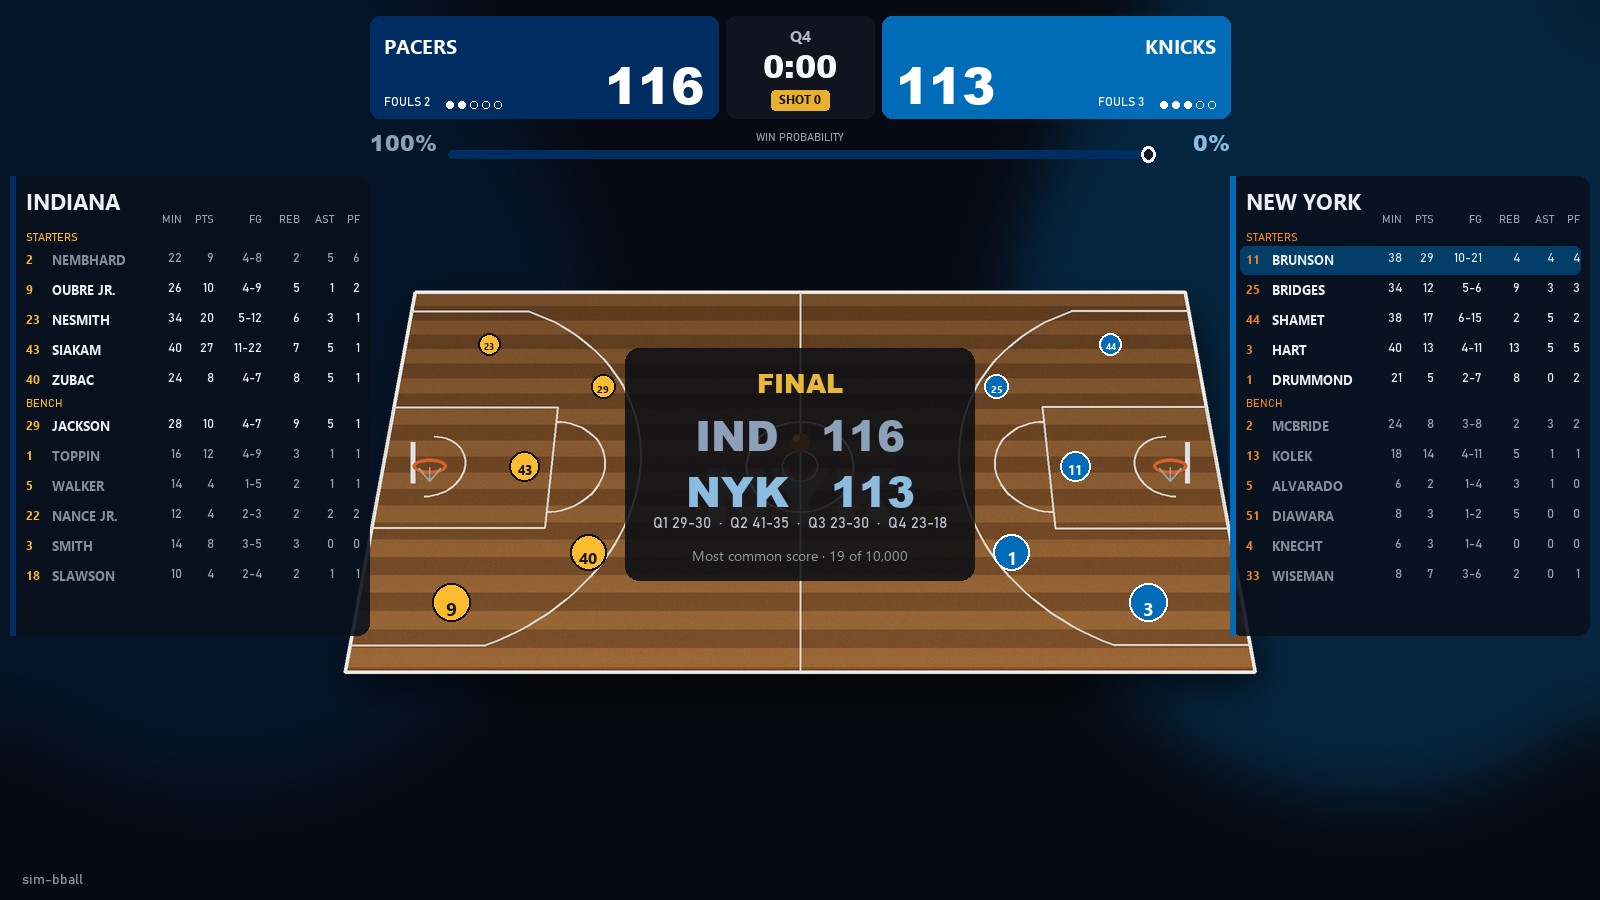 PACERS
116
FOULS 2
Q4
0:00
SHOT 0
KNICKS
113
FOULS 3
100%
WIN PROBABILITY
0%
INDIANA
MIN PTS FG REB AST PF
STARTERS
2 NEMBHARD 22 9 4-8 2 5 6
9 OUBRE JR. 26 10 4-9 5 1 2
23 NESMITH 34 20 5-12 6 3 1
43 SIAKAM 40 27 11-22 7 5 1
40 ZUBAC 24 8 4-7 8 5 1
BENCH
29 JACKSON 28 10 4-7 9 5 1
1 TOPPIN 16 12 4-9 3 1 1
5 WALKER 14 4 1-5 2 1 1
22 NANCE JR. 12 4 2-3 2 2 2
3 SMITH 14 8 3-5 3 0 0
18 SLAWSON 10 4 2-4 2 1 1
23
29
43
40
9
FINAL
IND 116
NYK 113
Q1 29-30 · Q2 41-35 · Q3 23-30 · Q4 23-18
Most common score · 19 of 10,000
44
25
11
1
3
NEW YORK
MIN PTS FG REB AST PF
STARTERS
11 BRUNSON 38 29 10-21 4 4 4
25 BRIDGES 34 12 5-6 9 3 3
44 SHAMET 38 17 6-15 2 5 2
3 HART 40 13 4-11 13 5 5
1 DRUMMOND 21 5 2-7 8 0 2
BENCH
2 MCBRIDE 24 8 3-8 2 3 2
13 KOLEK 18 14 4-11 5 1 1
5 ALVARADO 6 2 1-4 3 1 0
51 DIAWARA 8 3 1-2 5 0 0
4 KNECHT 6 3 1-4 0 0 0
33 WISEMAN 8 7 3-6 2 0 1
sim-bball